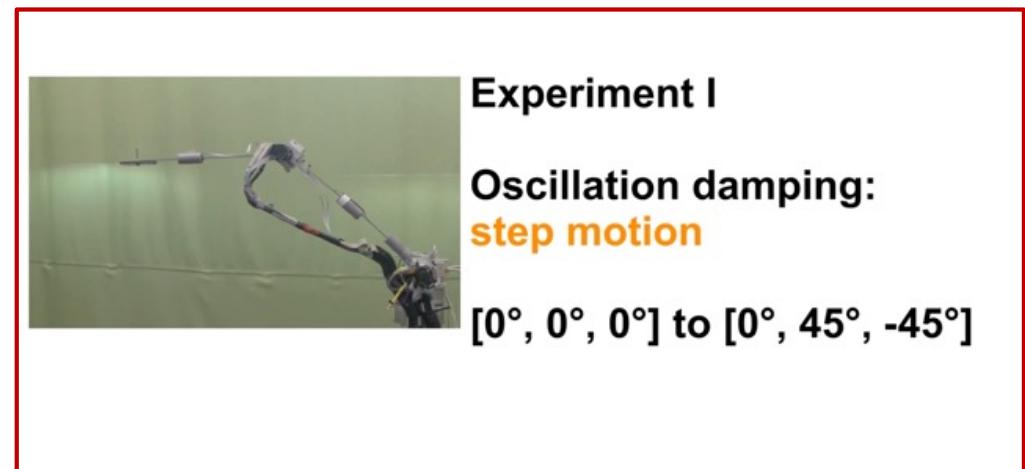 Experiment I
Oscillation damping:
step motion
[0°, 0°, 0°] to [0°, 45°, -45°]